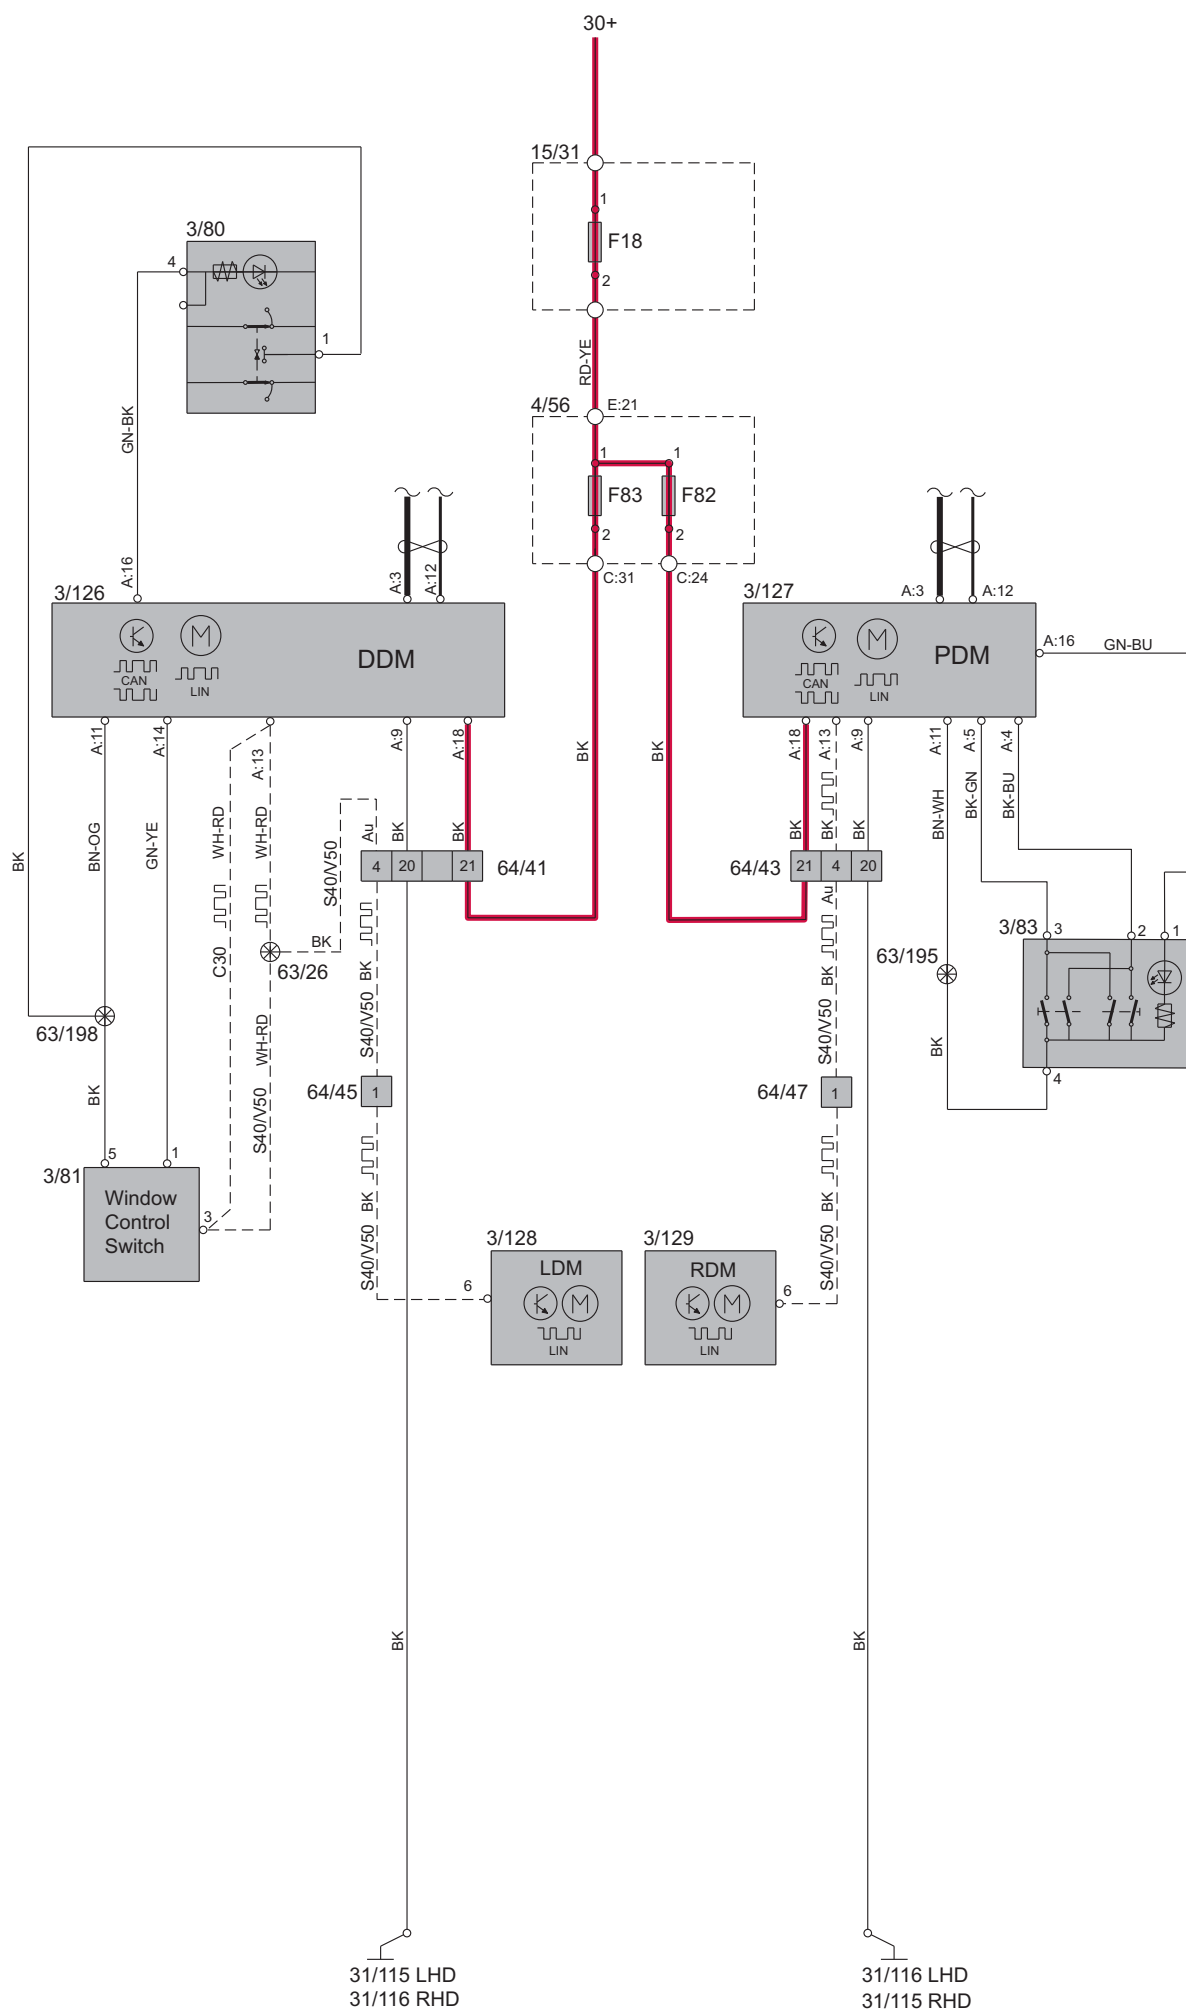 30+
15/31
1
F18
2
RD-YE
3/80
4
1
GN-BK
4/56
E:21
1
1
F83
F82
2
2
C:31
C:24
A:16
A:3
A:12
3/126
CAN
M
LIN
DDM
3/127
A:3
A:12
CAN
M
LIN
PDM
A:16
GN-BU
A:11
A:14
A:13
A:9
A:18
BK
BK
A:18
A:13
A:9
A:11
A:5
A:4
BN-OG
GN-YE
WH-RD
WH-RD
Au
BK
BK
BK
BK
BK
BN-WH
BK-GN
BK-BU
BK
S40/V50
4
20
21
64/41
64/43
21
4
20
Au
C30
BK
63/26
BK
S40/V50
BK
S40/V50
63/195
3/83
3
2
1
4
BK
63/198
BK
WH-RD
S40/V50
64/45
1
64/47
1
3/81
5
1
3
Window
Control
Switch
BK
S40/V50
BK
S40/V50
3/128
LDM
M
LIN
6
3/129
RDM
M
LIN
6
BK
BK
31/115 LHD
31/116 RHD
31/116 LHD
31/115 RHD